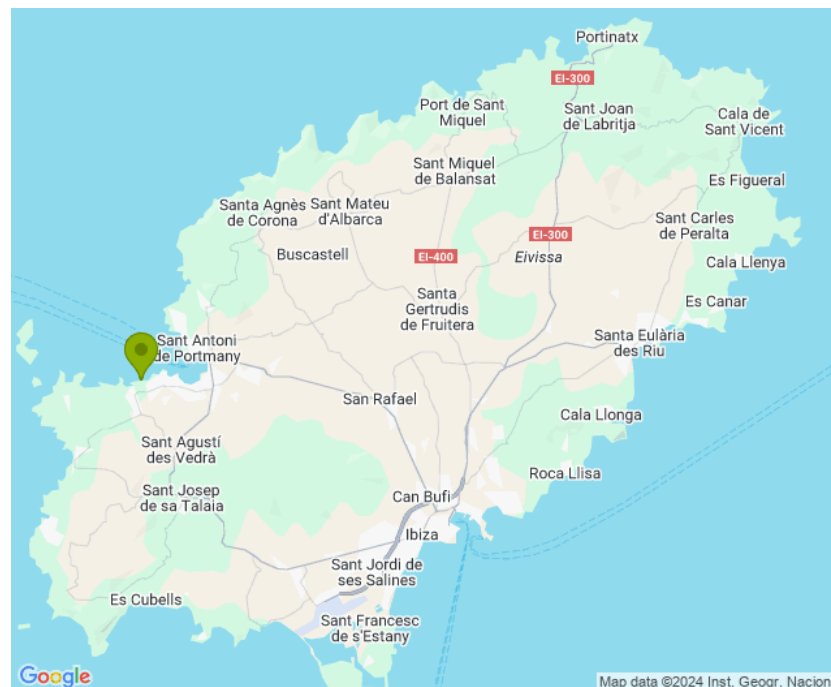 Portinatx
EI-300
Port de Sant
Miquel
Sant Joan
de Labritja
Cala de
Sant Vicent
Sant Miquel
de Balansat
Es Figueral
Santa Agnès
de Corona
Sant Mateu
d'Albarca
Sant Carles
de Peralta
EI-300
Buscastell
EI-400
Eivissa
Cala Llenya
Santa
Gertrudis
de Fruitera
Es Canar
Sant Antoni
de Portmany
Santa Eulària
des Riu
San Rafael
Cala Llonga
Sant Agustí
des Vedrà
Roca Llisa
Sant Josep
de sa Talaia
Can Bufi
Ibiza
Sant Jordi de
ses Salines
Es Cubells
Sant Francesc
de s'Estany
Google
Map data ©2024 Inst. Geogr. Nacion